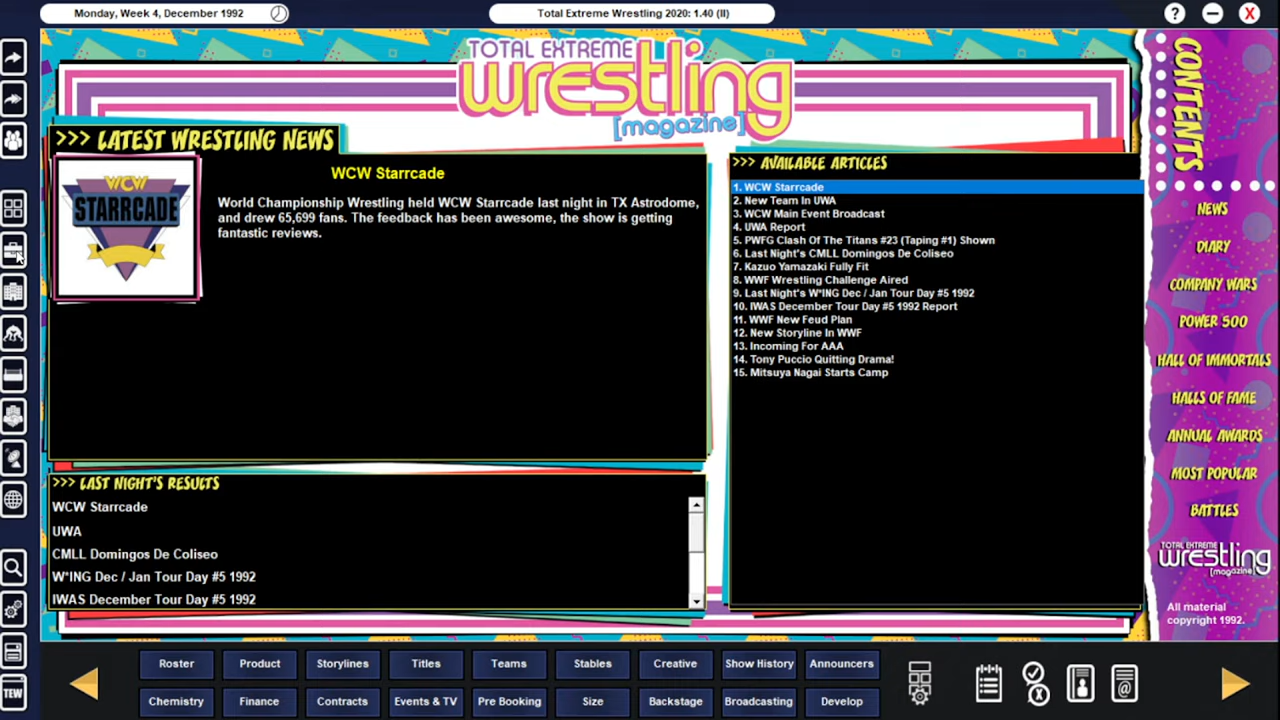 Monday, Week 4, December 1992
Total Extreme Wrestling 2020: 1.40 (II)
?
X
TOTAL EXTREME
wrestling
[magazine]
>>> LATEST WRESTLING NEWS
WCW
STARRCADE
WCW Starrcade
World Championship Wrestling held WCW Starrcade last night in TX Astrodome,
and drew 65,699 fans. The feedback has been awesome, the show is getting
fantastic reviews.
>>> LAST NIGHT'S RESULTS
WCW Starrcade
UWA
CMLL Domingos De Coliseo
W*ING Dec / Jan Tour Day #5 1992
IWAS December Tour Day #5 1992
>>> AVAILABLE ARTICLES
1. WCW Starrcade
2. New Team In UWA
3. WCW Main Event Broadcast
4. UWA Report
5. PWFG Clash Of The Titans #23 (Taping #1) Shown
6. Last Night's CMLL Domingos De Coliseo
7. Kazuo Yamazaki Fully Fit
8. WWF Wrestling Challenge Aired
9. Last Night's W*ING Dec / Jan Tour Day #5 1992
10. IWAS December Tour Day #5 1992 Report
11. WWF New Feud Plan
12. New Storyline In WWF
13. Incoming For AAA
14. Tony Puccio Quitting Drama!
15. Mitsuya Nagai Starts Camp
CONTENTS
NEWS
DIARY
COMPANY WARS
POWER 500
HALL OF IMMORTALS
HALLS OF FAME
ANNUAL AWARDS
MOST POPULAR
BATTLES
TOTAL EXTREME
wrestling
[magazine]
All material
copyright 1992.
TEW
Roster
Product
Storylines
Titles
Teams
Stables
Creative
Show History
Announcers
Chemistry
Finance
Contracts
Events & TV
Pre Booking
Size
Backstage
Broadcasting
Develop